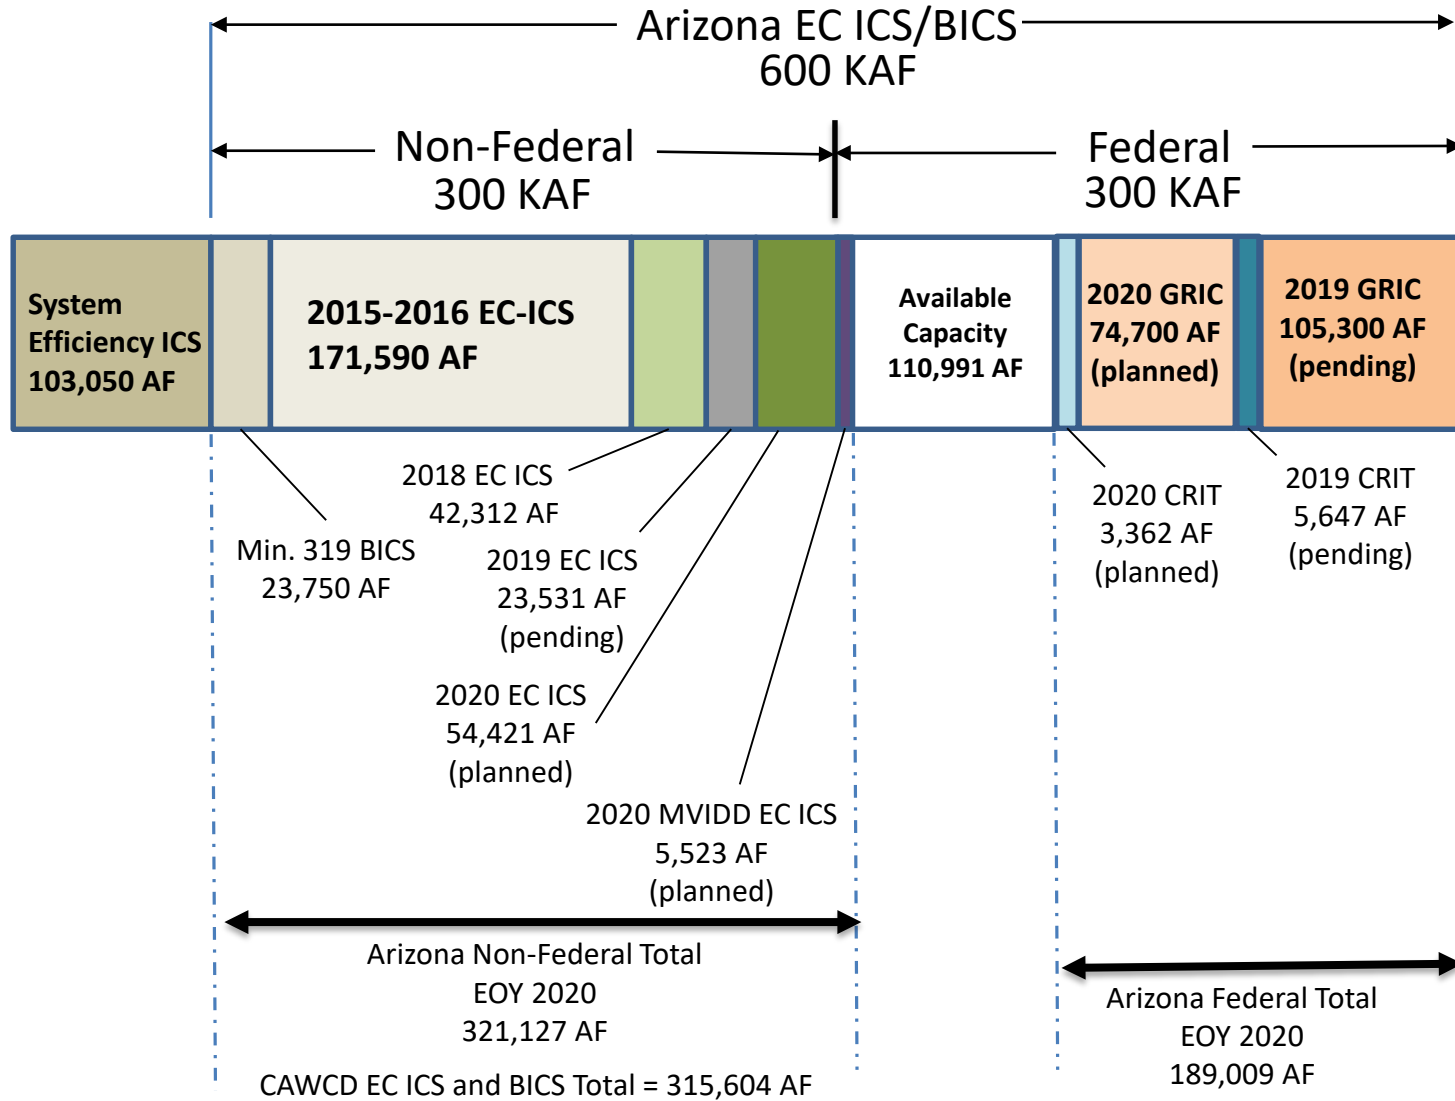 Arizona EC ICS/BICS
600 KAF
Non-Federal
300 KAF
Federal
300 KAF
System
Efficiency ICS
103,050 AF
2015-2016 EC-ICS
171,590 AF
Available
Capacity
110,991 AF
2020 GRIC
74,700 AF
(planned)
2019 GRIC
105,300 AF
(pending)
Min. 319 BICS
23,750 AF
2018 EC ICS
42,312 AF
2019 EC ICS
23,531 AF
(pending)
2020 EC ICS
54,421 AF
(planned)
2020 MVIDD EC ICS
5,523 AF
(planned)
2020 CRIT
3,362 AF
(planned)
2019 CRIT
5,647 AF
(pending)
Arizona Non-Federal Total
EOY 2020
321,127 AF
CAWCD EC ICS and BICS Total = 315,604 AF
Arizona Federal Total
EOY 2020
189,009 AF